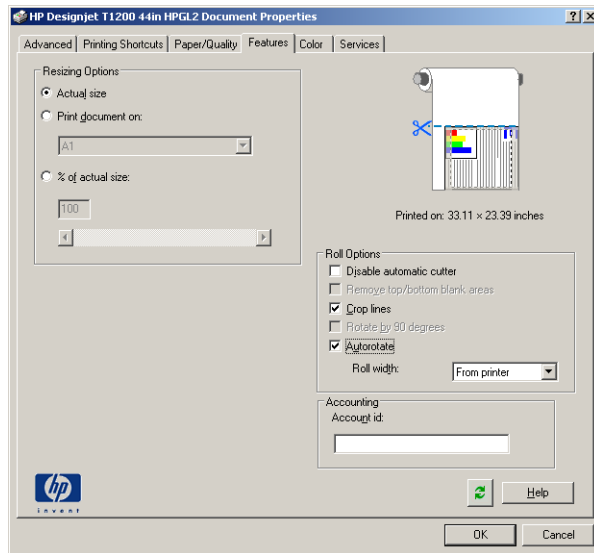 HP Designjet T1200 44in HPGL2 Document Properties
Advanced Printing Shortcuts Paper/Quality Features Color Services
Resizing Options
Actual size
Print document on:
A1
% of actual size:
100
Printed on: 33.11 × 23.39 inches
Roll Options
Disable automatic cutter
Remove top/bottom blank areas
Crop lines
Rotate by 90 degrees
Autorotate
Roll width: From printer
Accounting
Account id:
hp
invent
Help
OK Cancel